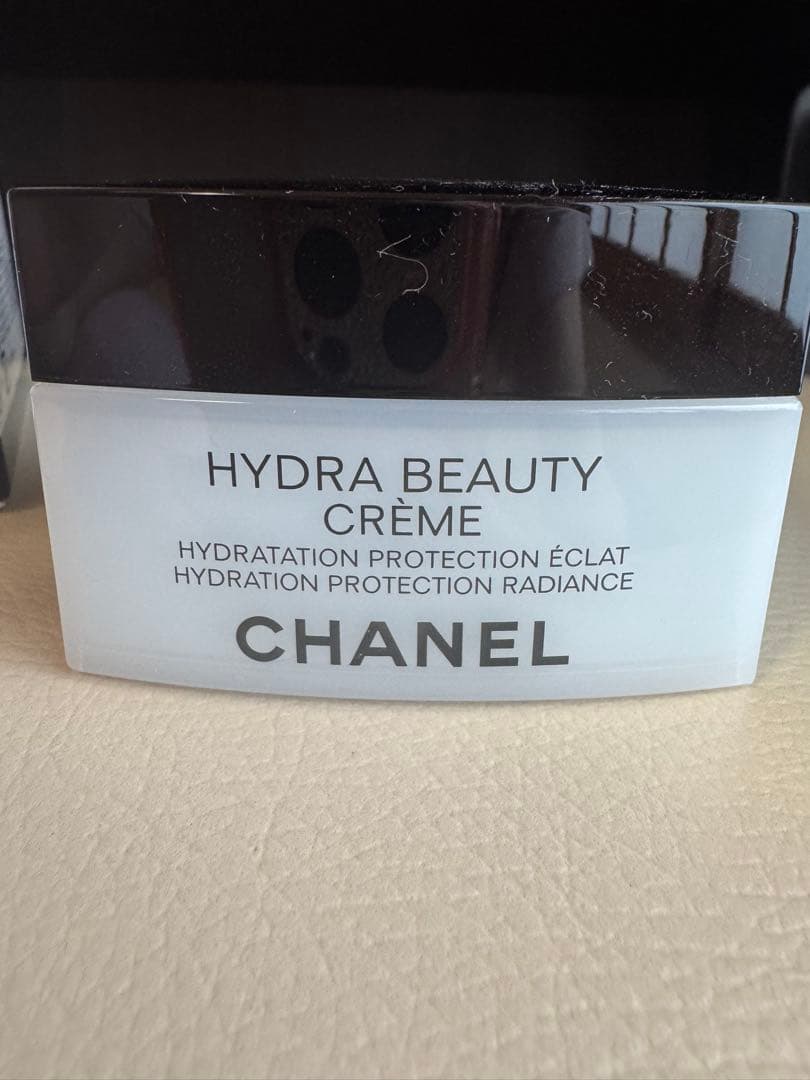 HYDRA BEAUTY
CRÈME
HYDRATATION PROTECTION ÉCLAT
HYDRATION PROTECTION RADIANCE
CHANEL